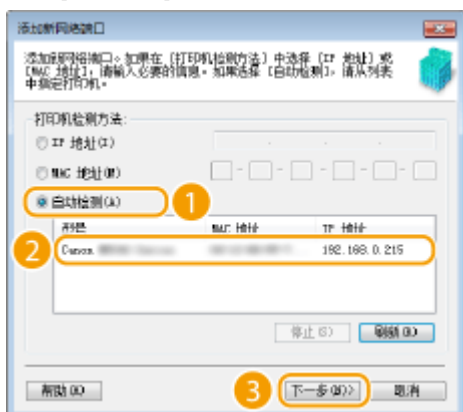 添加新网络端口
添加新网络端口。如果在 [打印机检测方法] 中选择 [IP 地址] 或
[MAC 地址]，请输入必要的信息。如果选择 [自动检测]，请从列表
中指定打印机。
打印机检测方法:
IP 地址(I)
MAC 地址(M)
- - - - -
自动检测(A)
1
型号 MAC 地址 IP 地址
2
Canon 192.168.0.215
停止(S) 刷新(R)
帮助(H) 3 下一步(N)> 取消